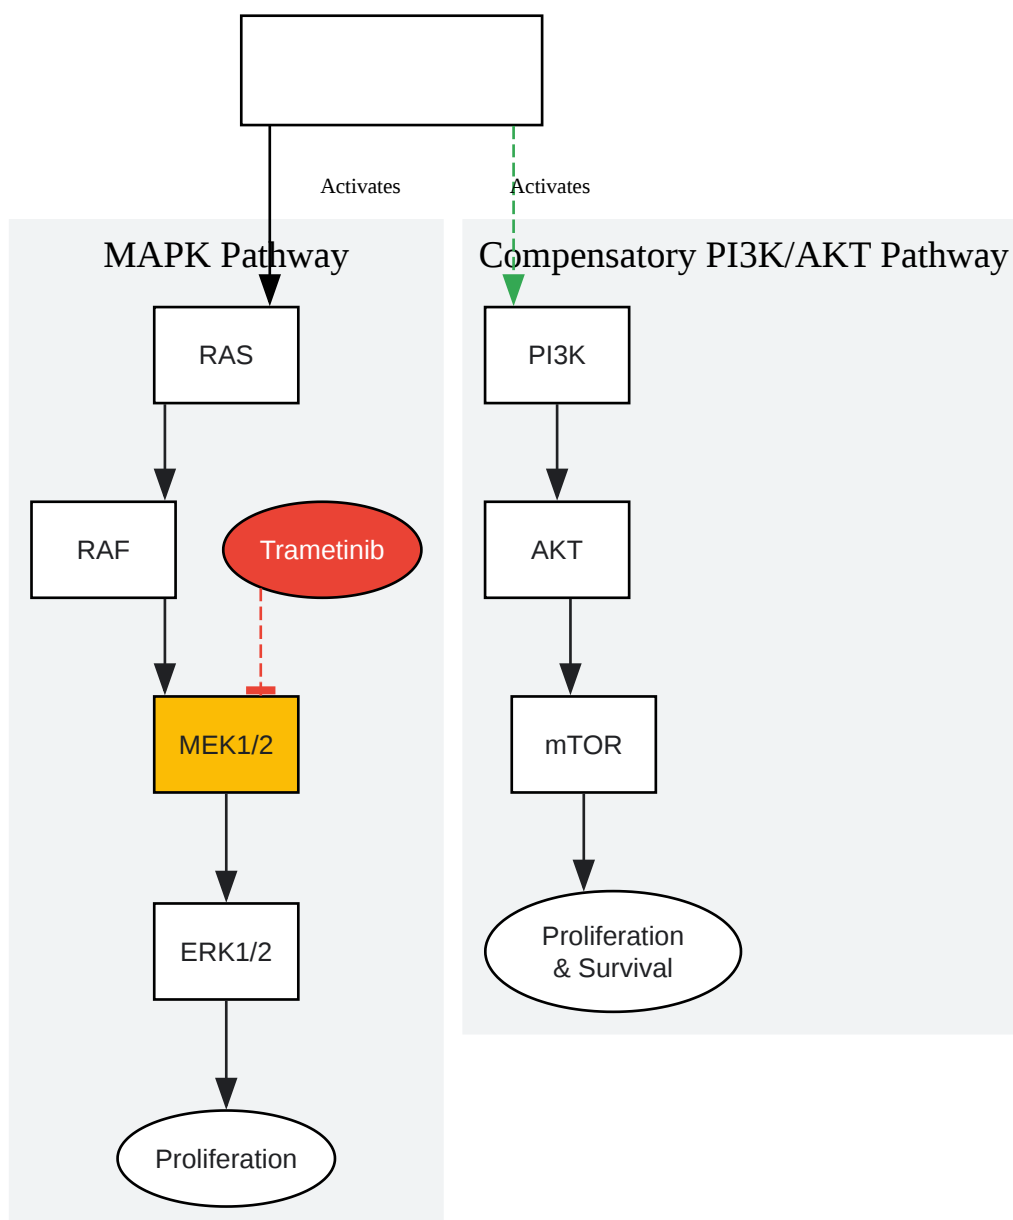 Activates
Activates
MAPK Pathway
Compensatory PI3K/AKT Pathway
RAS
PI3K
RAF
Trametinib
AKT
MEK1/2
mTOR
ERK1/2
Proliferation
& Survival
Proliferation